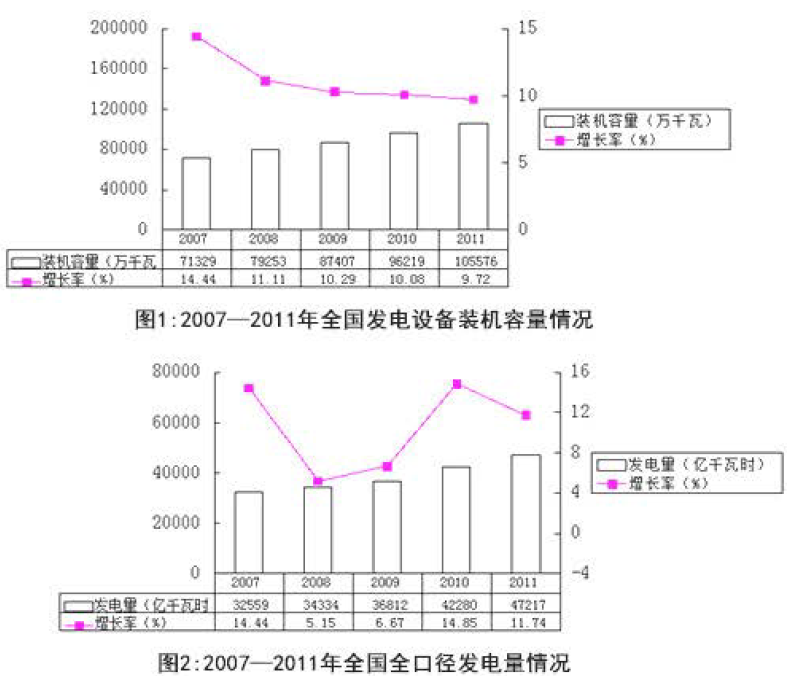 200000
160000
120000
80000
40000
0
15
10
5
0
装机容量（万千瓦）
增长率（%）
2007 2008 2009 2010 2011
装机容量（万千瓦 71329 79253 87407 96219 105576
增长率（%） 14.44 11.11 10.29 10.08 9.72
图1:2007—2011年全国发电设备装机容量情况
80000
60000
40000
20000
0
16
12
8
4
0
-4
发电量（亿千瓦时）
增长率（%）
2007 2008 2009 2010 2011
发电量（亿千瓦时 32559 34334 36812 42280 47217
增长率（%） 14.44 5.15 6.67 14.85 11.74
图2:2007—2011年全国全口径发电量情况